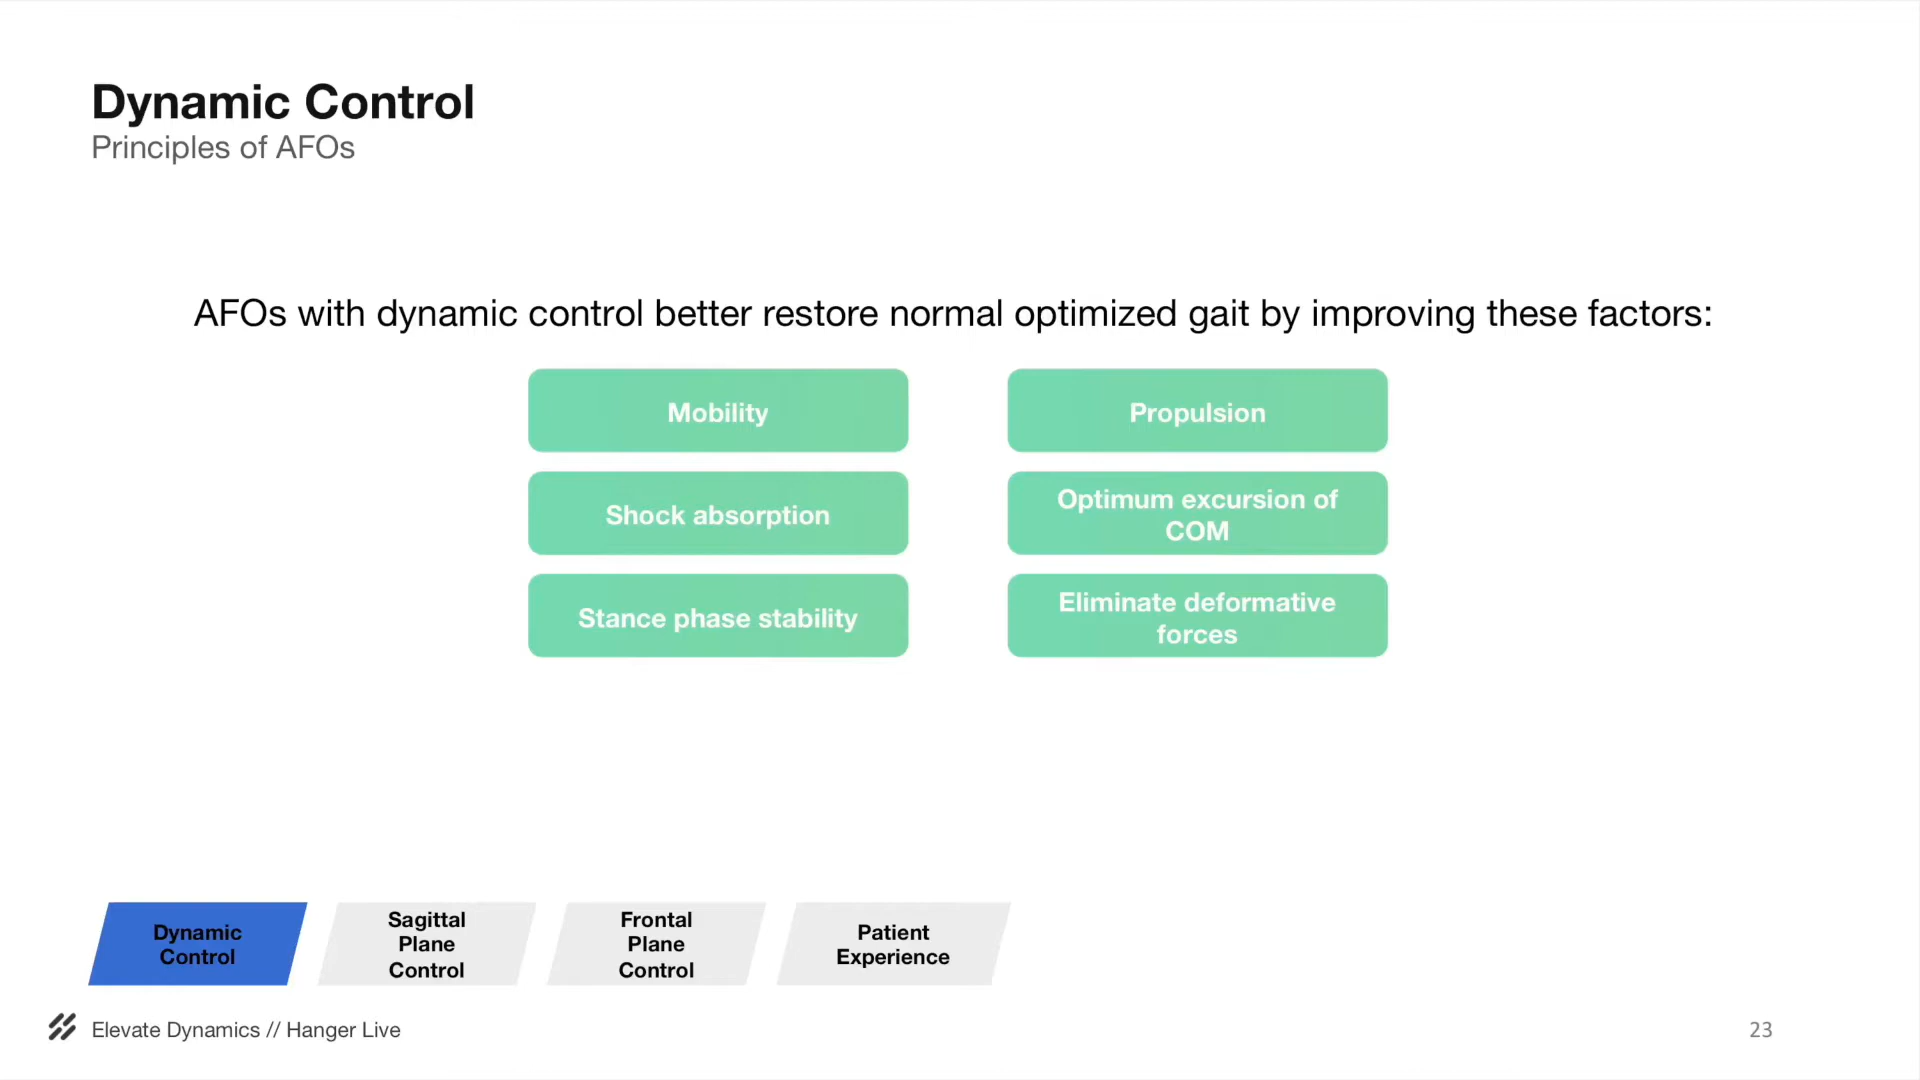 Dynamic Control
Principles of AFOs
AFOs with dynamic control better restore normal optimized gait by improving these factors:
Mobility
Propulsion
Shock absorption
Optimum excursion of
COM
Stance phase stability
Eliminate deformative
forces
Dynamic
Control
Sagittal
Plane
Control
Frontal
Plane
Control
Patient
Experience
Elevate Dynamics // Hanger Live
23